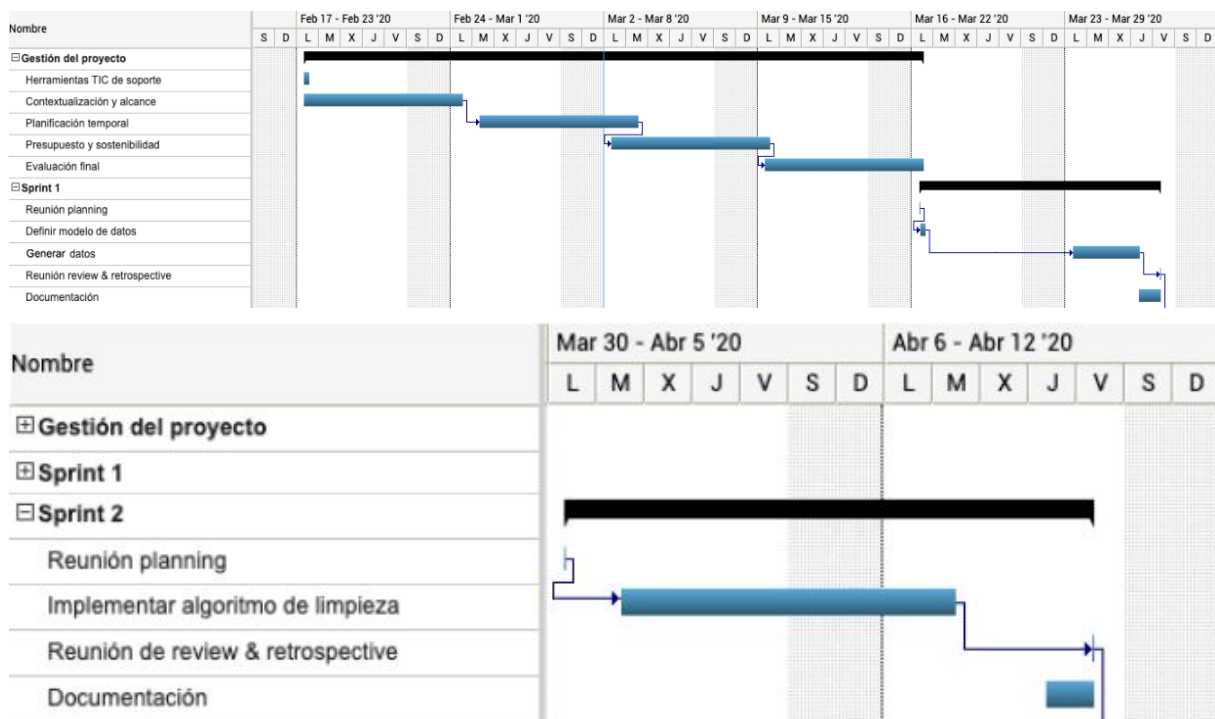 Nombre
Feb 17 - Feb 23 '20 Feb 24 - Mar 1 '20 Mar 2 - Mar 8 '20 Mar 9 - Mar 15 '20 Mar 16 - Mar 22 '20 Mar 23 - Mar 29 '20
S D L M X J V S D L M X J V S D L M X J V S D L M X J V S D L M X J V S D L M X J V S D
Gestión del proyecto
Herramientas TIC de soporte
Contextualización y alcance
Planificación temporal
Presupuesto y sostenibilidad
Evaluación final
Sprint 1
Reunión planning
Definir modelo de datos
Generar datos
Reunión review & retrospective
Documentación
Nombre
Mar 30 - Abr 5 '20 Abr 6 - Abr 12 '20
L M X J V S D L M X J V S D
Gestión del proyecto
Sprint 1
Sprint 2
Reunión planning
Implementar algoritmo de limpieza
Reunión de review & retrospective
Documentación